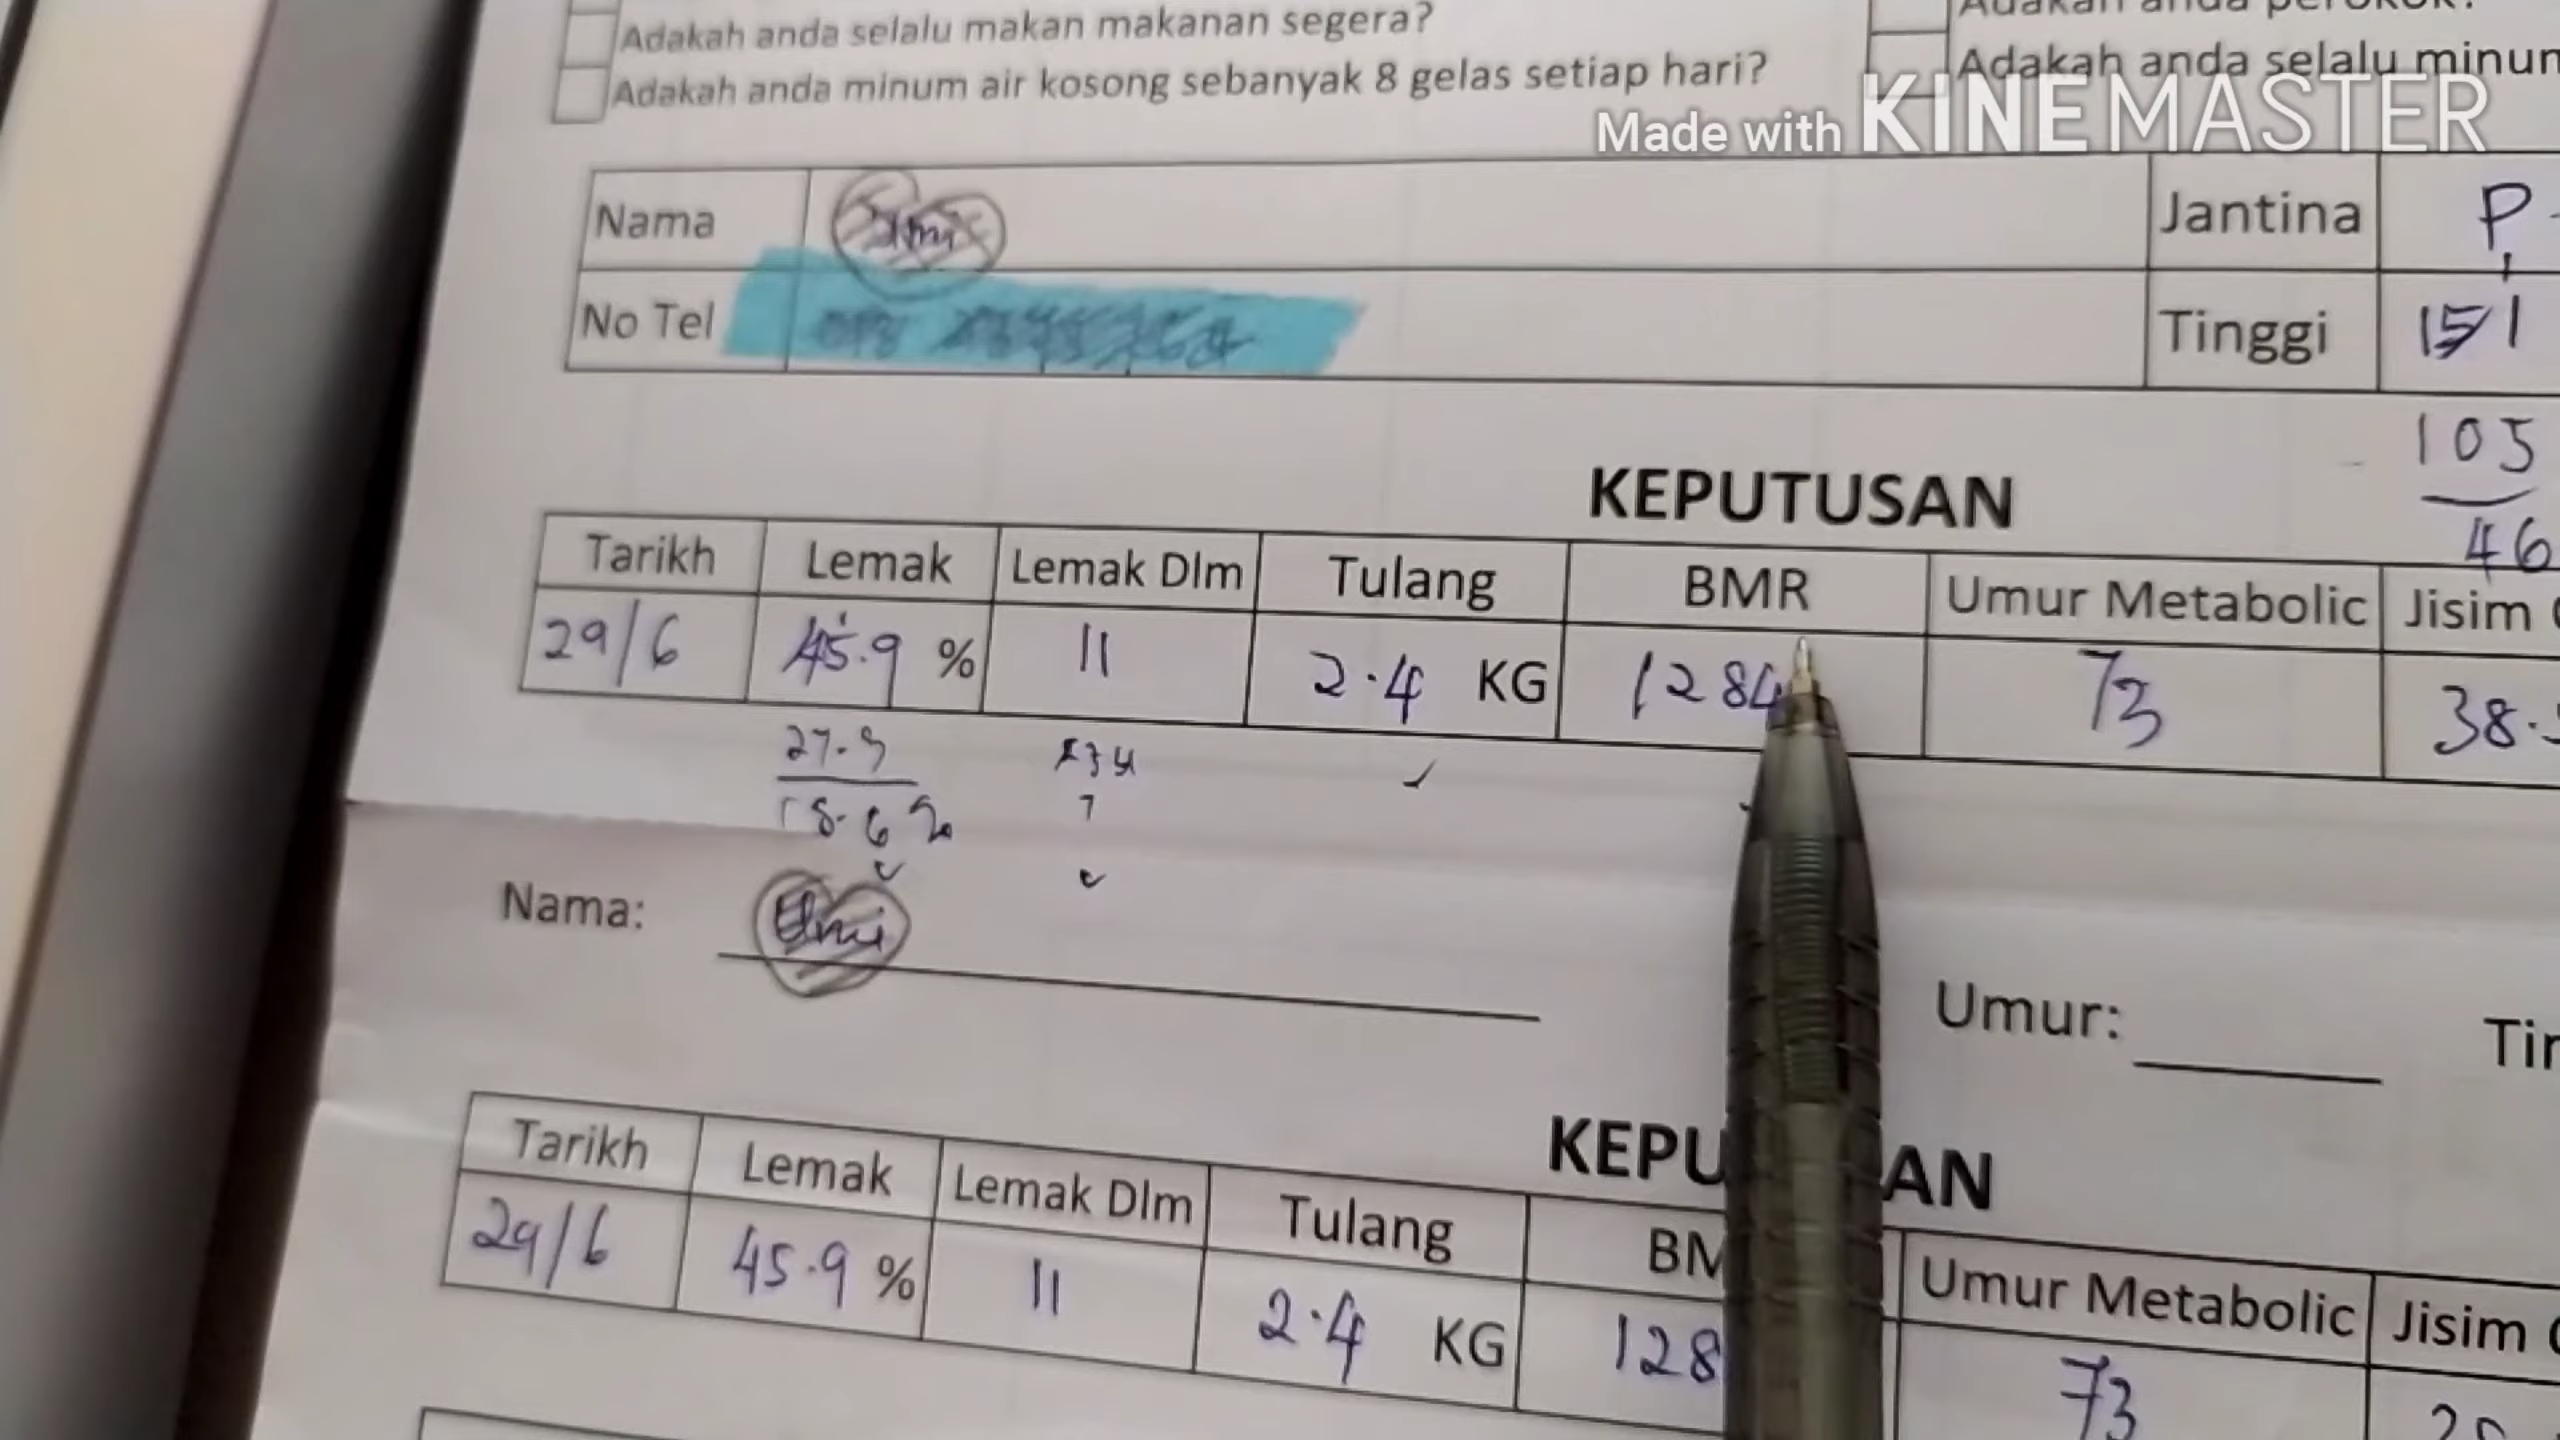 Adakah anda selalu makan makanan segera?
Adakah anda minum air kosong sebanyak 8 gelas setiap hari?
Adakah anda selalu minum
Made with KINEMASTER
Nama
Jantina P
No Tel
Tinggi 151
105
46
KEPUTUSAN
Tarikh Lemak Lemak Dlm Tulang BMR Umur Metabolic Jisim
29/6 45.9 % 11 2.4 KG 1284 73 38.
27.3
18.6 %
Nama:
Umur:
KEPU AN
Tarikh Lemak Lemak Dlm Tulang BM Umur Metabolic Jisim
29/6 45.9 % 11 2.4 KG 128 73